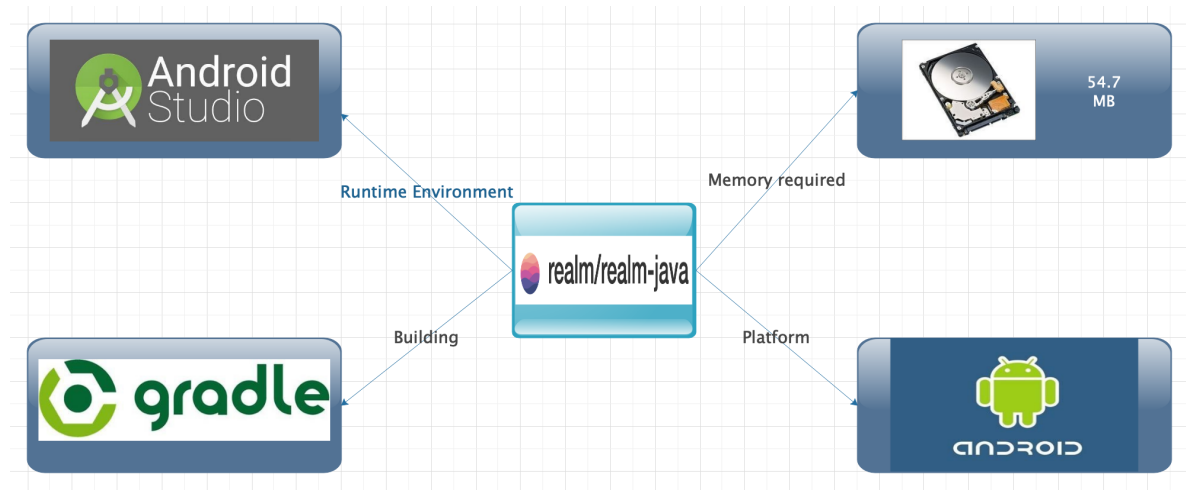 Android
Studio
54.7
MB
Runtime Environment
Memory required
realm/realm-java
Building
Platform
gradle
ANDROID